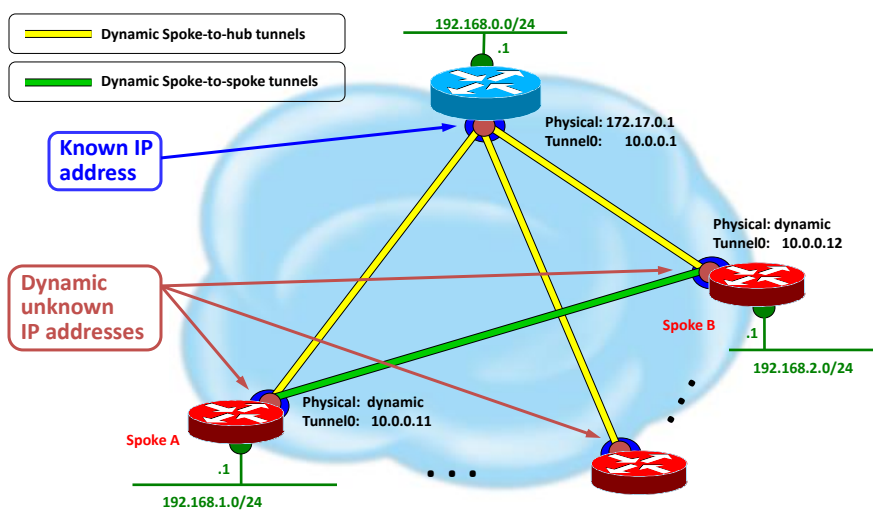 192.168.0.0/24
Dynamic Spoke-to-hub tunnels
.1
Dynamic Spoke-to-spoke tunnels
Physical: 172.17.0.1
Tunnel0: 10.0.0.1
Known IP
address
Physical: dynamic
Tunnel0: 10.0.0.12
Dynamic
unknown
IP addresses
Spoke B
.1
192.168.2.0/24
Physical: dynamic
Tunnel0: 10.0.0.11
Spoke A
.1
. . .
. . .
192.168.1.0/24